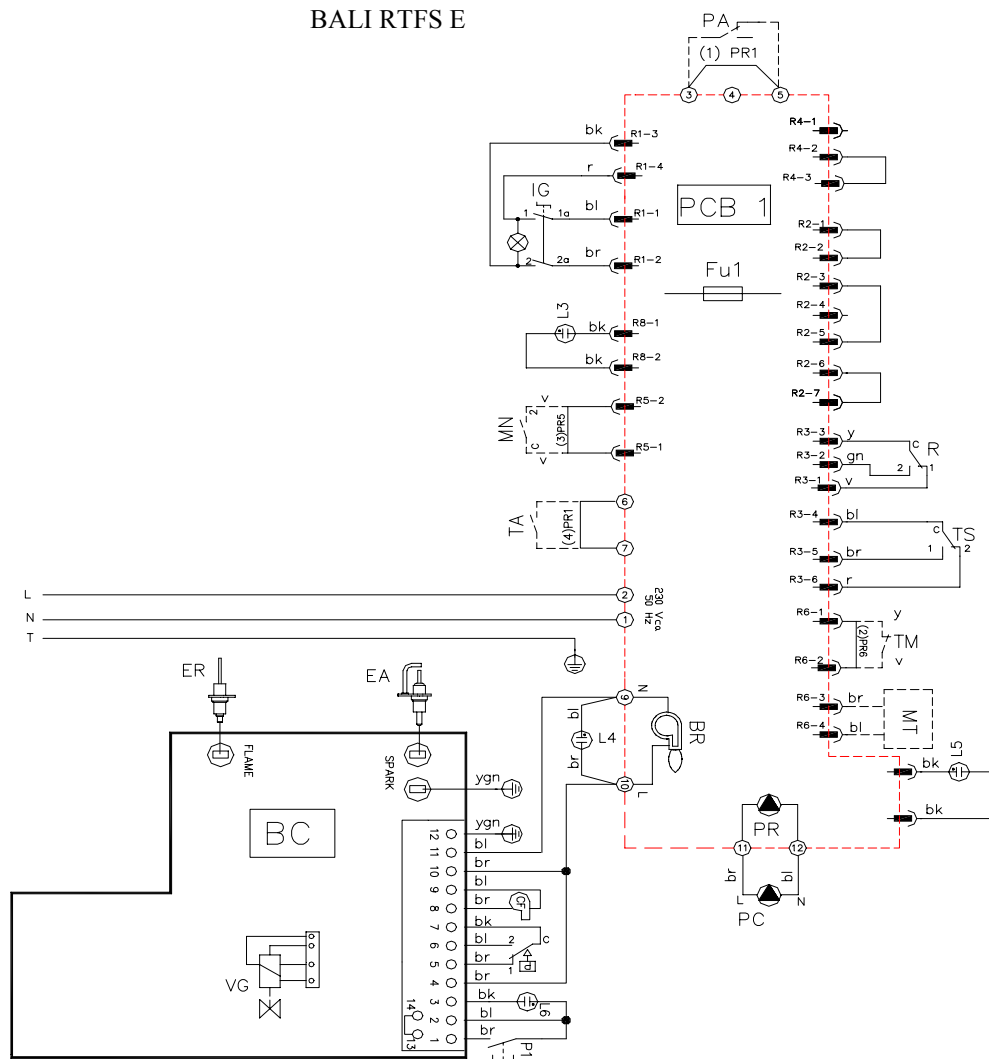 BALI RTFS E
PA
(1) PR1
3
4
5
bk
R1-3
r
R1-4
IG
1
1a
bl
R1-1
br
2
2a
R1-2
PCB 1
Fu1
L3
bk
R8-1
bk
R8-2
MN
2
v
C
v
(3)PR5
R5-2
R5-1
TA
(4)PR1
6
7
L
2
N
1
T
230 Vca
50 Hz
R4-1
R4-2
R4-3
R2-1
R2-2
R2-3
R2-4
R2-5
R2-6
R2-7
R3-3
y
C
R
R3-2
gn
2
1
R3-1
v
R3-4
bl
C
TS
R3-5
br
1
2
R3-6
r
R6-1
y
(2)PR6
TM
R6-2
v
R6-3
br
MT
R6-4
bl
bk
L5
bk
9
N
bl
L4
br
BR
10
L
PR
11
12
br
bl
L
N
PC
ER
EA
FLAME
SPARK
ygn
BC
VG
12
ygn
11
bl
10
br
9
bl
8
br
CF
7
bk
6
bl
2
C
5
br
1
P
4
br
3
bk
L6
2
bl
1
br
14
13
P1